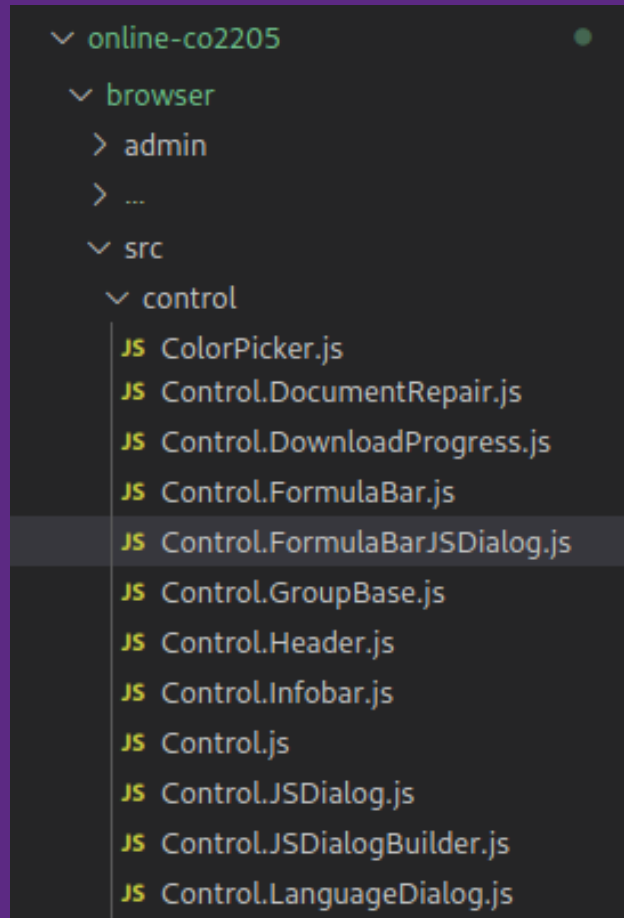 online-co2205
browser
admin
...
src
control
JS ColorPicker.js
JS Control.DocumentRepair.js
JS Control.DownloadProgress.js
JS Control.FormulaBar.js
JS Control.FormulaBarJSDialog.js
JS Control.GroupBase.js
JS Control.Header.js
JS Control.Infobar.js
JS Control.js
JS Control.JSDialog.js
JS Control.JSDialogBuilder.js
JS Control.LanguageDialog.js